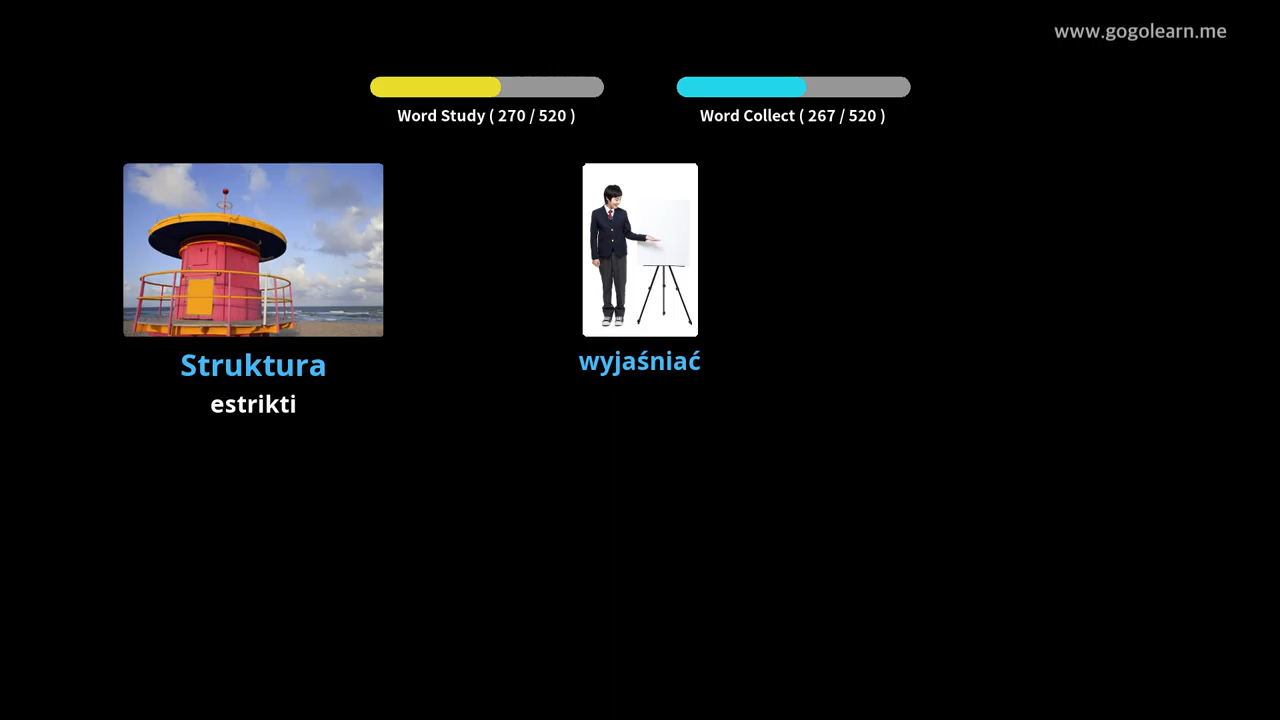 www.gogolearn.me
Word Study ( 270 / 520 )
Word Collect ( 267 / 520 )
Struktura
estrikti
wyjaśniać